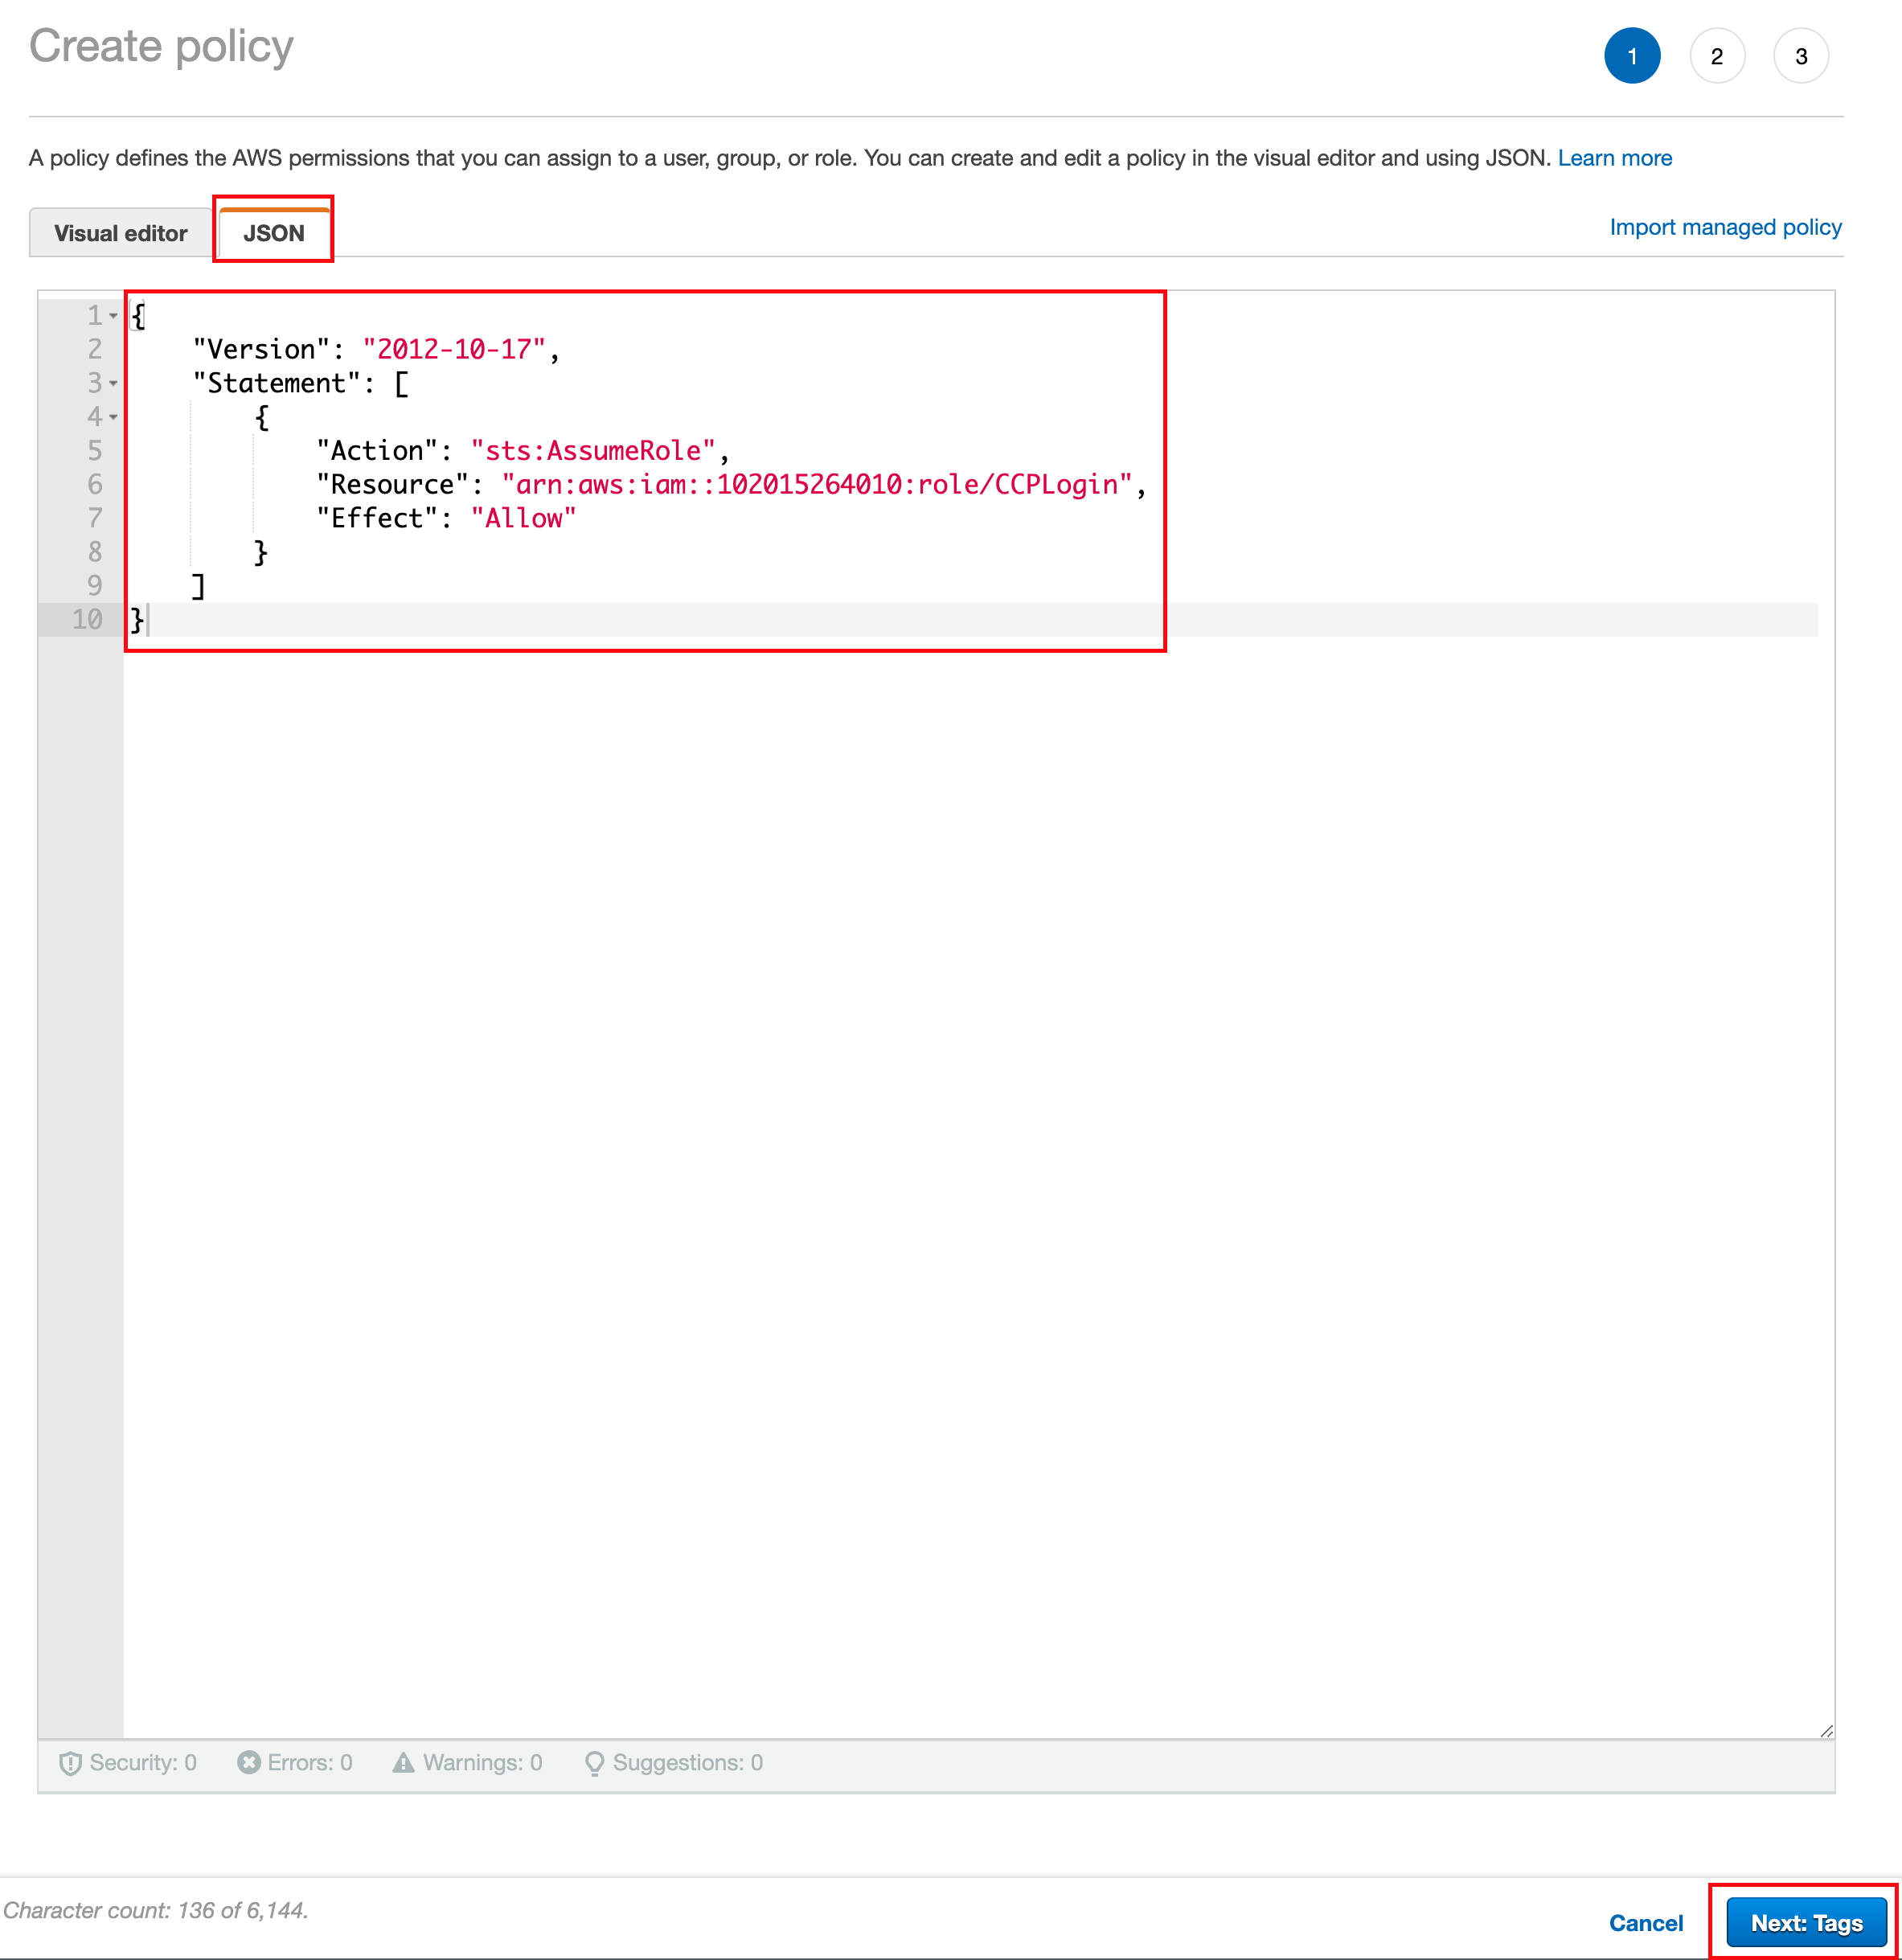 Create policy
1 2 3
A policy defines the AWS permissions that you can assign to a user, group, or role. You can create and edit a policy in the visual editor and using JSON. Learn more
Visual editor JSON Import managed policy
1 {
2     "Version": "2012-10-17",
3     "Statement": [
4         {
5             "Action": "sts:AssumeRole",
6             "Resource": "arn:aws:iam::102015264010:role/CCPLogin",
7             "Effect": "Allow"
8         }
9     ]
10 }
Security: 0 Errors: 0 Warnings: 0 Suggestions: 0
Character count: 136 of 6,144.
Cancel Next: Tags